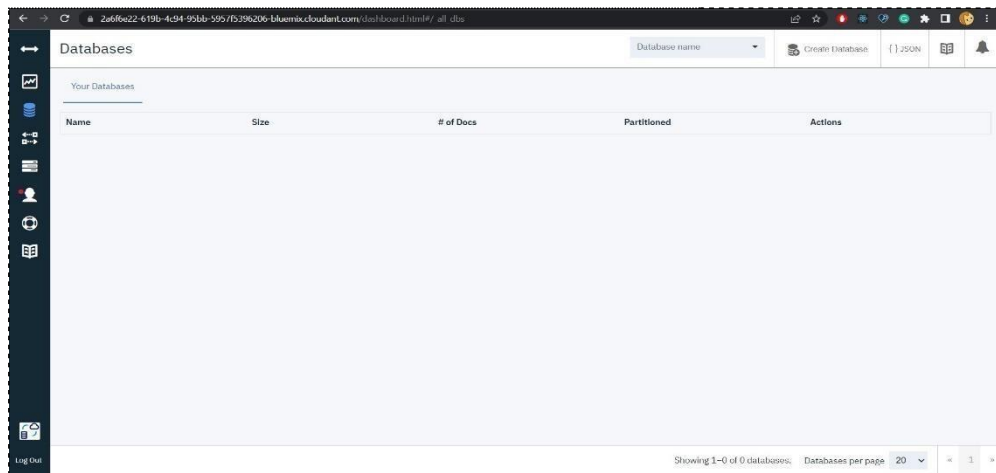 2a6f6e22-619b-4c94-95bb-5957f5396206-bluemix.cloudant.com/dashboard.html#/_all_dbs
Databases
Database name
Create Database
{ } JSON
Your Databases
Name Size # of Docs Partitioned Actions
Log Out
Showing 1–0 of 0 databases. Databases per page 20 « 1 »